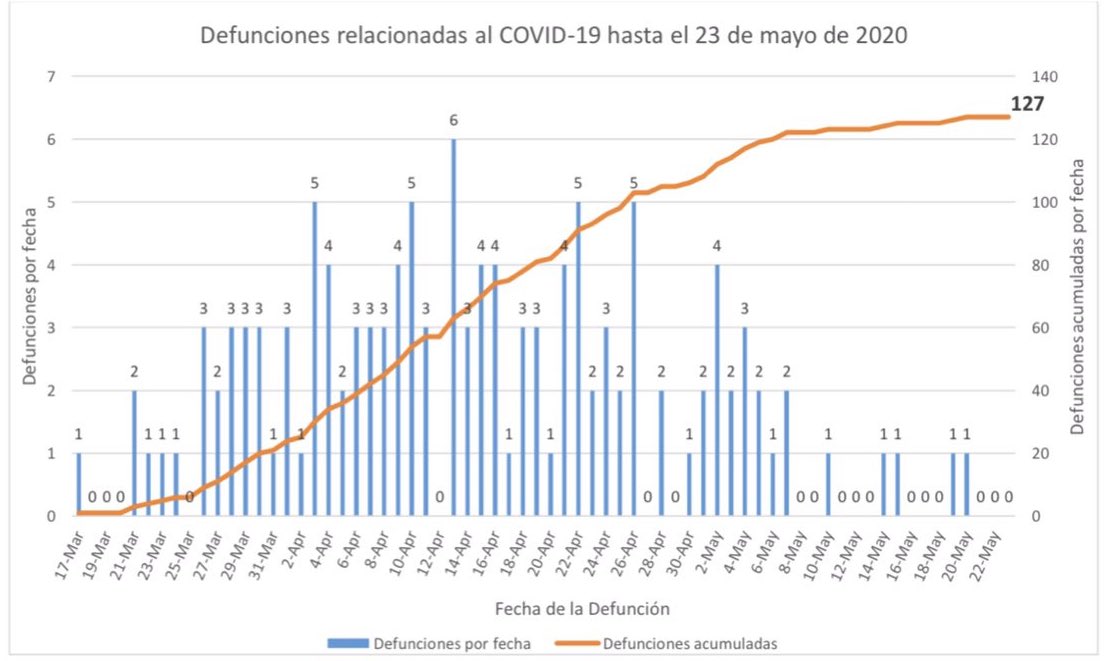 Defunciones relacionadas al COVID-19 hasta el 23 de mayo de 2020
7 140
127
6 6 120
5 5 5 5 5 100
4 4 4 4 4 4 4 80
3 3 3 3 3 3 3 3 3 3 3 3 3 3 3 60
2 2 2 2 2 2 2 2 2 2 2 40
1 1 1 1 1 1 1 1 1 1 1 1 1 1 1 1 20
0 0 0 0 0 0 0 0 0 0 0 0 0 0 0 0 0 0 0 0
Defunciones por fecha
Defunciones acumuladas por fecha
17-Mar 19-Mar 21-Mar 23-Mar 25-Mar 27-Mar 29-Mar 31-Mar 2-Apr 4-Apr 6-Apr 8-Apr 10-Apr 12-Apr 14-Apr 16-Apr 18-Apr 20-Apr 22-Apr 24-Apr 26-Apr 28-Apr 30-Apr 2-May 4-May 6-May 8-May 10-May 12-May 14-May 16-May 18-May 20-May 22-May
Fecha de la Defunción
Defunciones por fecha Defunciones acumuladas